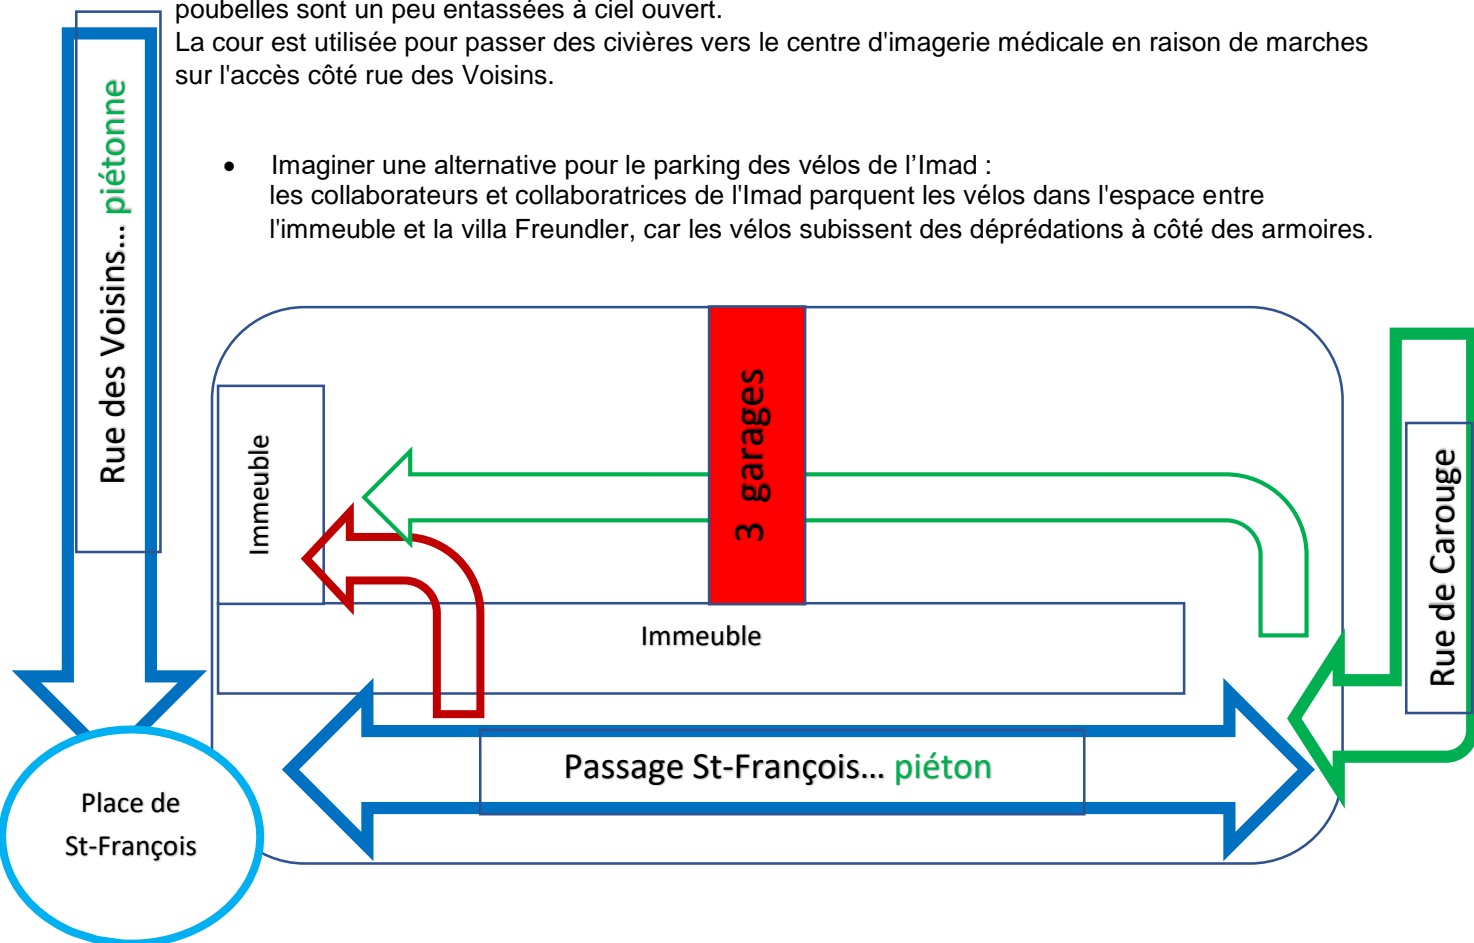 poubelles sont un peu entassées à ciel ouvert.
La cour est utilisée pour passer des civières vers le centre d'imagerie médicale en raison de marches
sur l'accès côté rue des Voisins.
• Imaginer une alternative pour le parking des vélos de l’Imad :
les collaborateurs et collaboratrices de l'Imad parquent les vélos dans l'espace entre
l'immeuble et la villa Freundler, car les vélos subissent des déprédations à côté des armoires.
Rue des Voisins... piétonne
Immeuble
3 garages
Rue de Carouge
Immeuble
Passage St-François... piéton
Place de
St-François